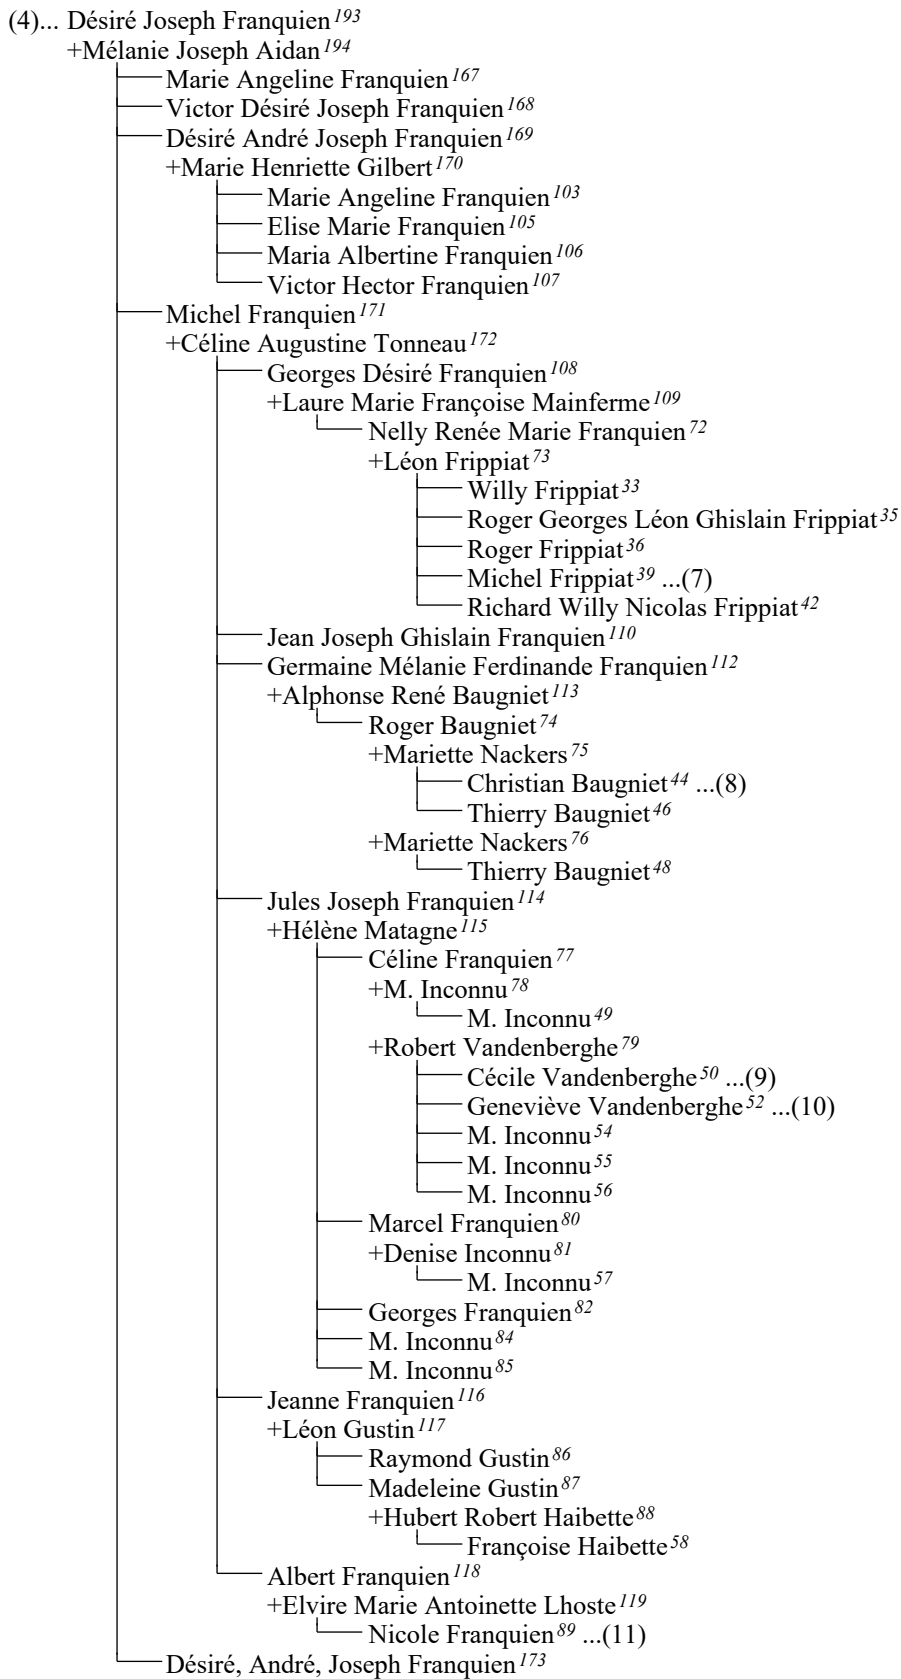 (4)... Désiré Joseph Franquien193
+Mélanie Joseph Aidan194
Marie Angeline Franquien167
Victor Désiré Joseph Franquien168
Désiré André Joseph Franquien169
+Marie Henriette Gilbert170
Marie Angeline Franquien103
Elise Marie Franquien105
Maria Albertine Franquien106
Victor Hector Franquien107
Michel Franquien171
+Céline Augustine Tonneau172
Georges Désiré Franquien108
+Laure Marie Françoise Mainferme109
Nelly Renée Marie Franquien72
+Léon Frippiat73
Willy Frippiat33
Roger Georges Léon Ghislain Frippiat35
Roger Frippiat36
Michel Frippiat39 ...(7)
Richard Willy Nicolas Frippiat42
Jean Joseph Ghislain Franquien110
Germaine Mélanie Ferdinande Franquien112
+Alphonse René Baugniet113
Roger Baugniet74
+Mariette Nackers75
Christian Baugniet44 ...(8)
Thierry Baugniet46
+Mariette Nackers76
Thierry Baugniet48
Jules Joseph Franquien114
+Hélène Matagne115
Céline Franquien77
+M. Inconnu78
M. Inconnu49
+Robert Vandenberghe79
Cécile Vandenberghe50 ...(9)
Geneviève Vandenberghe52 ...(10)
M. Inconnu54
M. Inconnu55
M. Inconnu56
Marcel Franquien80
+Denise Inconnu81
M. Inconnu57
Georges Franquien82
M. Inconnu84
M. Inconnu85
Jeanne Franquien116
+Léon Gustin117
Raymond Gustin86
Madeleine Gustin87
+Hubert Robert Haibette88
Françoise Haibette58
Albert Franquien118
+Elvire Marie Antoinette Lhoste119
Nicole Franquien89 ...(11)
Désiré, André, Joseph Franquien173